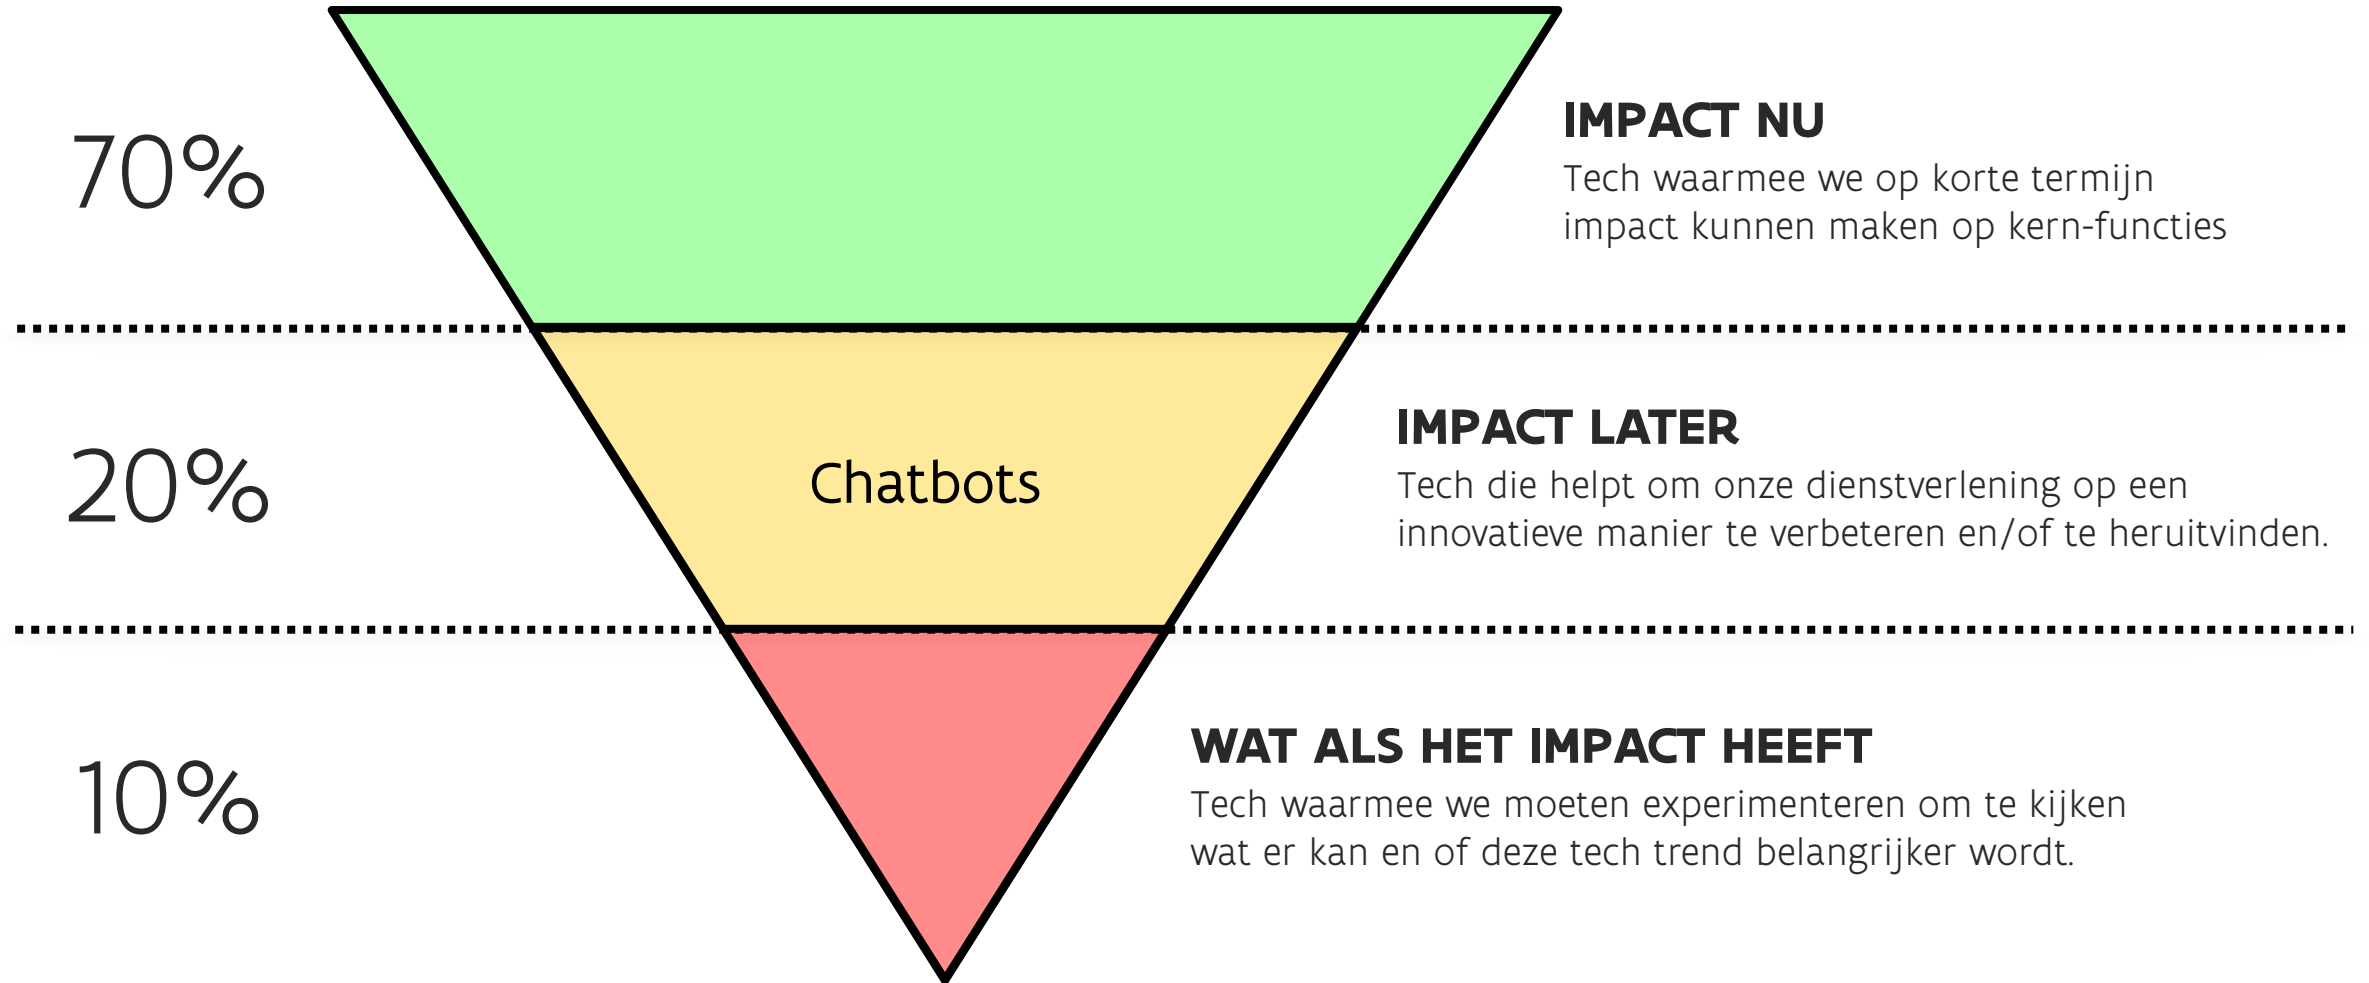 70%
IMPACT NU
Tech waarmee we op korte termijn
impact kunnen maken op kern-functies
20%
Chatbots
IMPACT LATER
Tech die helpt om onze dienstverlening op een
innovatieve manier te verbeteren en/of te heruitvinden.
10%
WAT ALS HET IMPACT HEEFT
Tech waarmee we moeten experimenteren om te kijken
wat er kan en of deze tech trend belangrijker wordt.